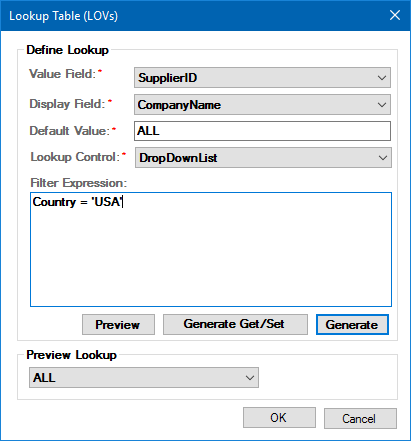 Lookup Table (LOVs)
Define Lookup
Value Field: * SupplierID
Display Field: * CompanyName
Default Value: * ALL
Lookup Control: * DropDownList
Filter Expression:
Country = 'USA'
Preview Generate Get/Set Generate
Preview Lookup
ALL
OK Cancel